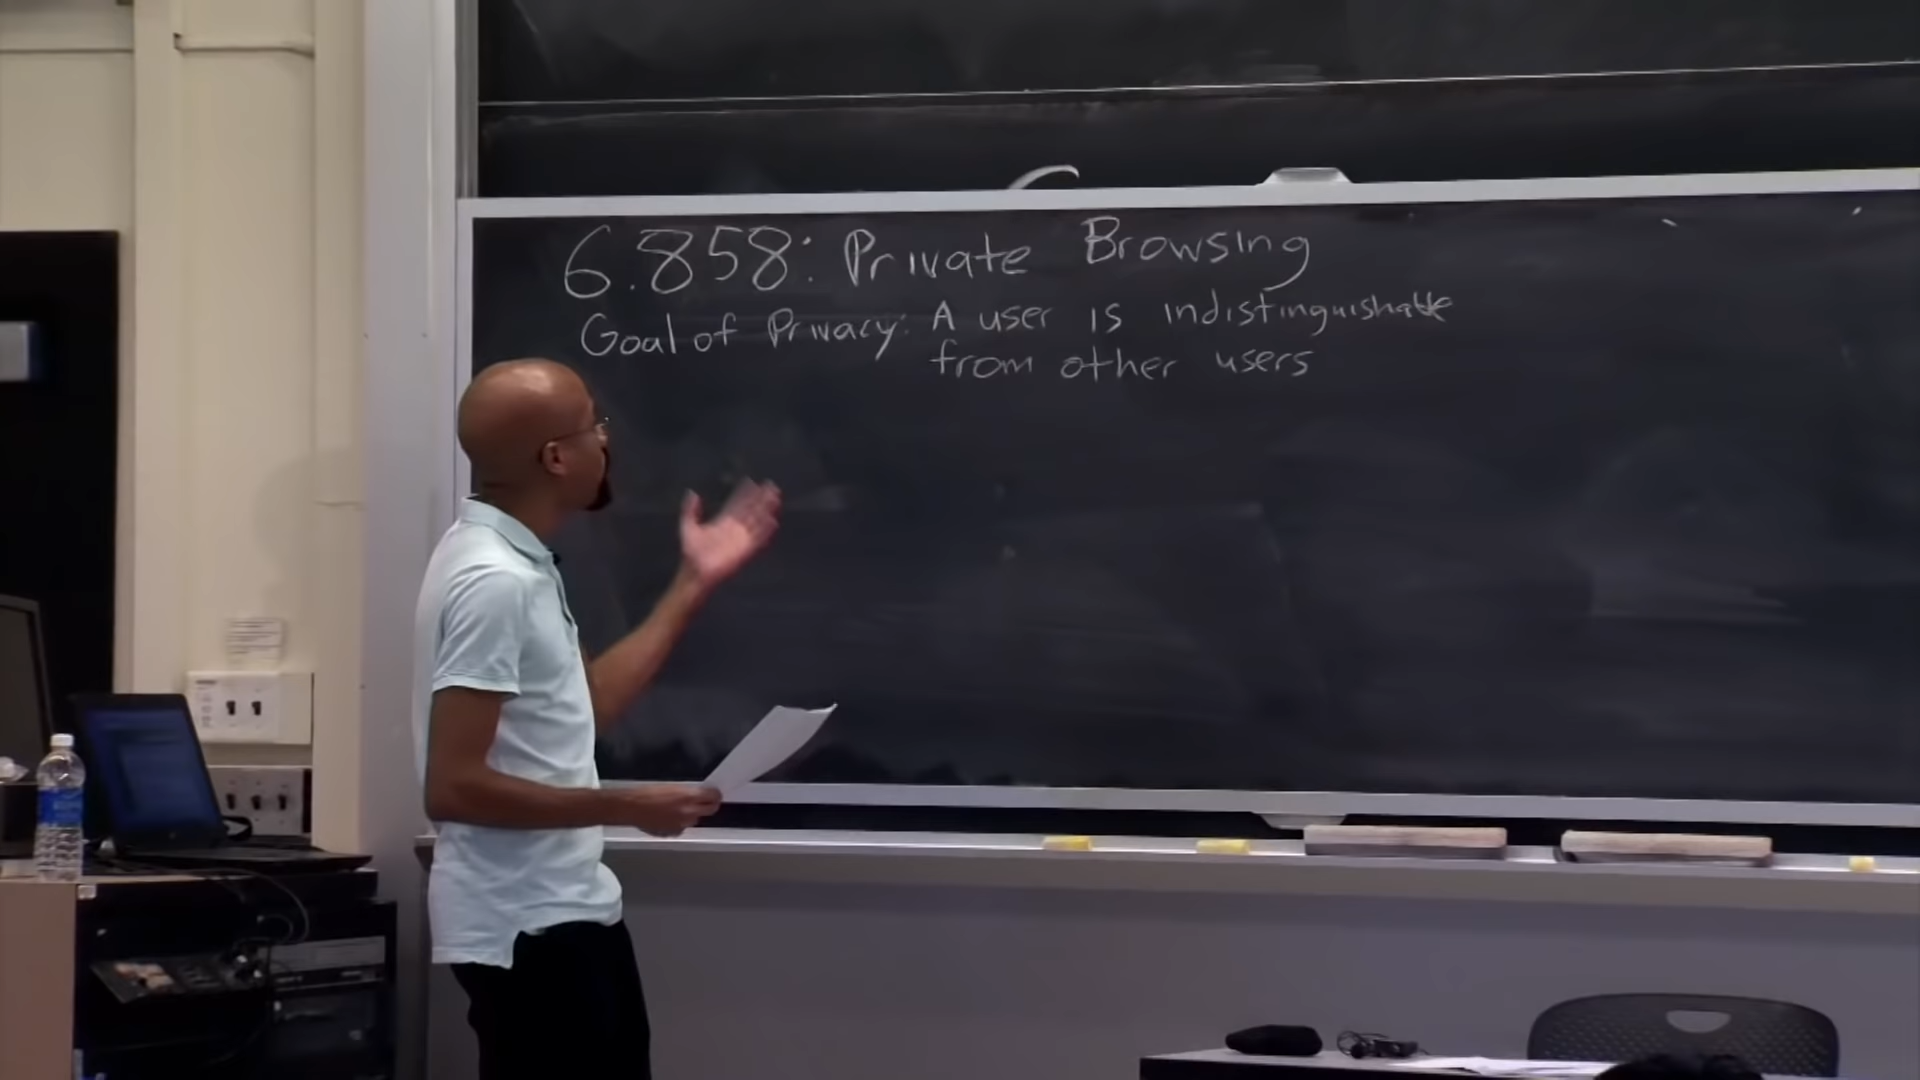 6.858: Private Browsing
Goal of Privacy: A user is indistinguishable
from other users